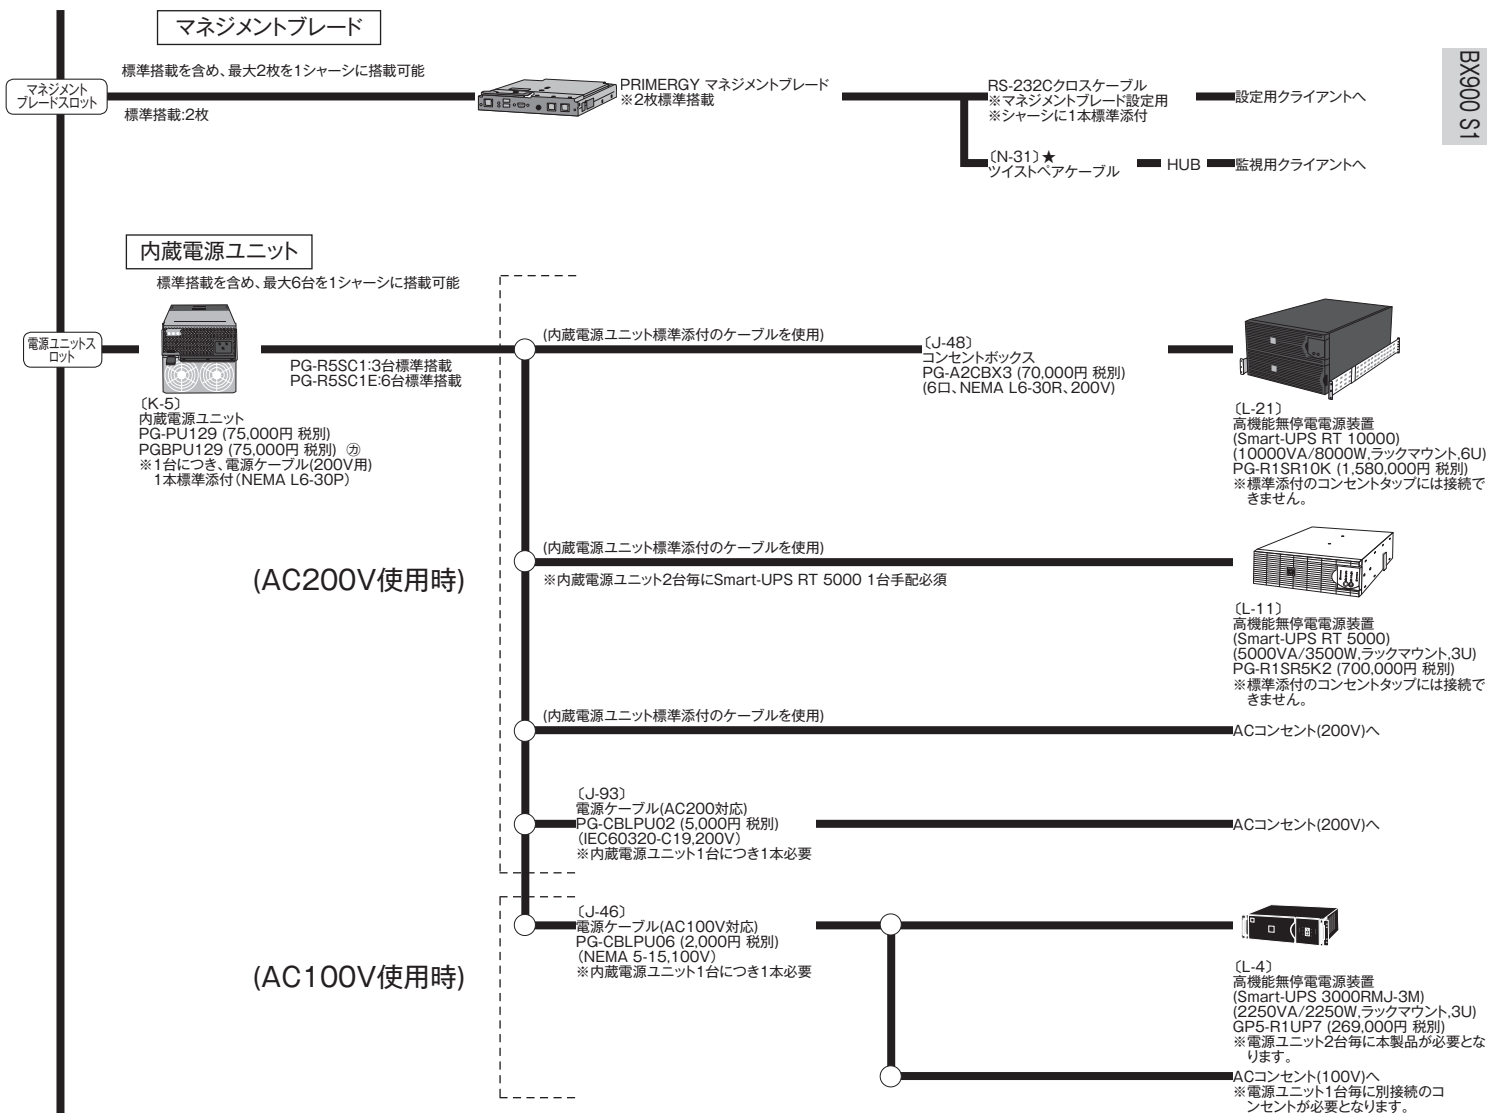 マネジメントブレード
BX900 S1
標準搭載を含め、最大2枚を1シャーシに搭載可能
マネジメント
ブレードスロット
標準搭載:2枚
PRIMERGY マネジメントブレード
※2枚標準搭載
RS-232Cクロスケーブル
※マネジメントブレード設定用
※シャーシに1本標準添付
設定用クライアントへ
〔N-31〕★
ツイストペアケーブル
HUB
監視用クライアントへ
内蔵電源ユニット
標準搭載を含め、最大6台を1シャーシに搭載可能
電源ユニットス
ロット
PG-R5SC1:3台標準搭載
PG-R5SC1E:6台標準搭載
〔K-5〕
内蔵電源ユニット
PG-PU129 (75,000円 税別)
PGBPU129 (75,000円 税別) ㋕
※1台につき、電源ケーブル(200V用)
1本標準添付(NEMA L6-30P)
(内蔵電源ユニット標準添付のケーブルを使用)
〔J-48〕
コンセントボックス
PG-A2CBX3 (70,000円 税別)
(6口、NEMA L6-30R、200V)
〔L-21〕
高機能無停電電源装置
(Smart-UPS RT 10000)
(10000VA/8000W,ラックマウント,6U)
PG-R1SR10K (1,580,000円 税別)
※標準添付のコンセントタップには接続で
きません。
(AC200V使用時)
(内蔵電源ユニット標準添付のケーブルを使用)
※内蔵電源ユニット2台毎にSmart-UPS RT 5000 1台手配必須
〔L-11〕
高機能無停電電源装置
(Smart-UPS RT 5000)
(5000VA/3500W,ラックマウント,3U)
PG-R1SR5K2 (700,000円 税別)
※標準添付のコンセントタップには接続で
きません。
(内蔵電源ユニット標準添付のケーブルを使用)
ACコンセント(200V)へ
〔J-93〕
電源ケーブル(AC200対応)
PG-CBLPU02 (5,000円 税別)
(IEC60320-C19,200V)
※内蔵電源ユニット1台につき1本必要
ACコンセント(200V)へ
(AC100V使用時)
〔J-46〕
電源ケーブル(AC100V対応)
PG-CBLPU06 (2,000円 税別)
(NEMA 5-15,100V)
※内蔵電源ユニット1台につき1本必要
〔L-4〕
高機能無停電電源装置
(Smart-UPS 3000RMJ-3M)
(2250VA/2250W,ラックマウント,3U)
GP5-R1UP7 (269,000円 税別)
※電源ユニット2台毎に本製品が必要とな
ります。
ACコンセント(100V)へ
※電源ユニット1台毎に別接続のコ
ンセントが必要となります。